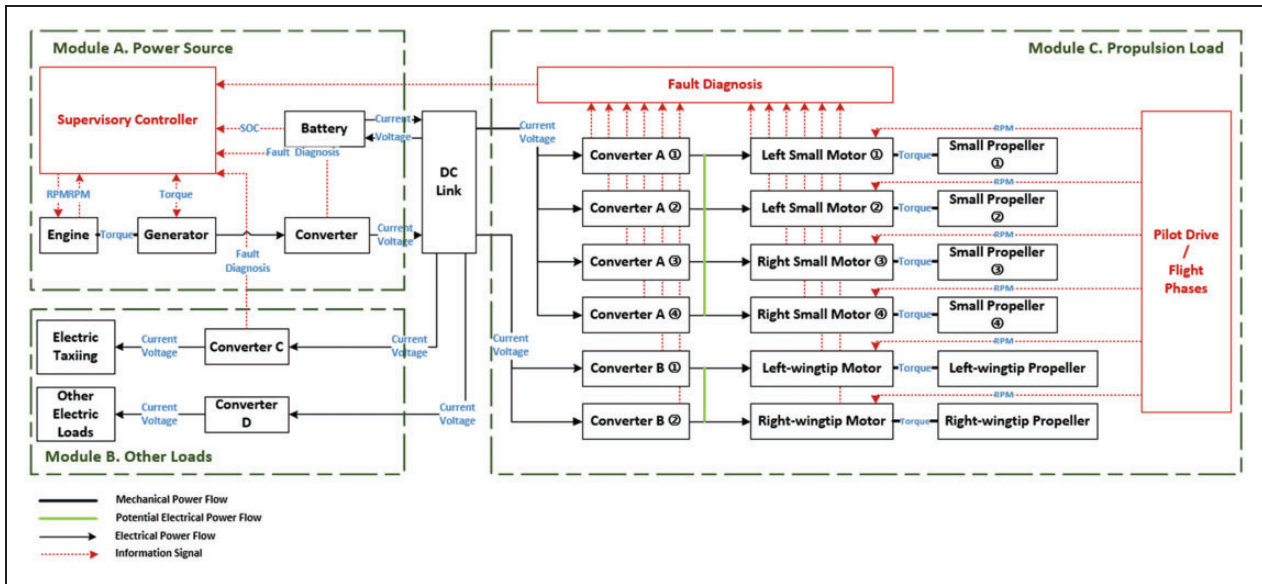 Module A. Power Source
Module C. Propulsion Load
Supervisory Controller
Fault Diagnosis
SOC
Battery
Current
Voltage
Fault Diagnosis
DC
Link
Current
Voltage
RPM
RPM
Torque
Engine
Torque
Generator
Converter
Current
Voltage
Fault
Diagnosis
Converter A ①
Left Small Motor ①
Torque
Small Propeller
①
RPM
Converter A ②
Left Small Motor ②
Torque
Small Propeller
②
RPM
Converter A ③
Right Small Motor ③
Torque
Small Propeller
③
RPM
Converter A ④
Right Small Motor ④
Torque
Small Propeller
④
RPM
Pilot Drive
/
Flight
Phases
Electric
Taxiing
Current
Voltage
Converter C
Current
Voltage
Current
Voltage
Converter B ①
Left-wingtip Motor
Torque
Left-wingtip Propeller
RPM
Other
Electric
Loads
Current
Voltage
Converter
D
Current
Voltage
Converter B ②
Right-wingtip Motor
Torque
Right-wingtip Propeller
RPM
Module B. Other Loads
Mechanical Power Flow
Potential Electrical Power Flow
Electrical Power Flow
Information Signal